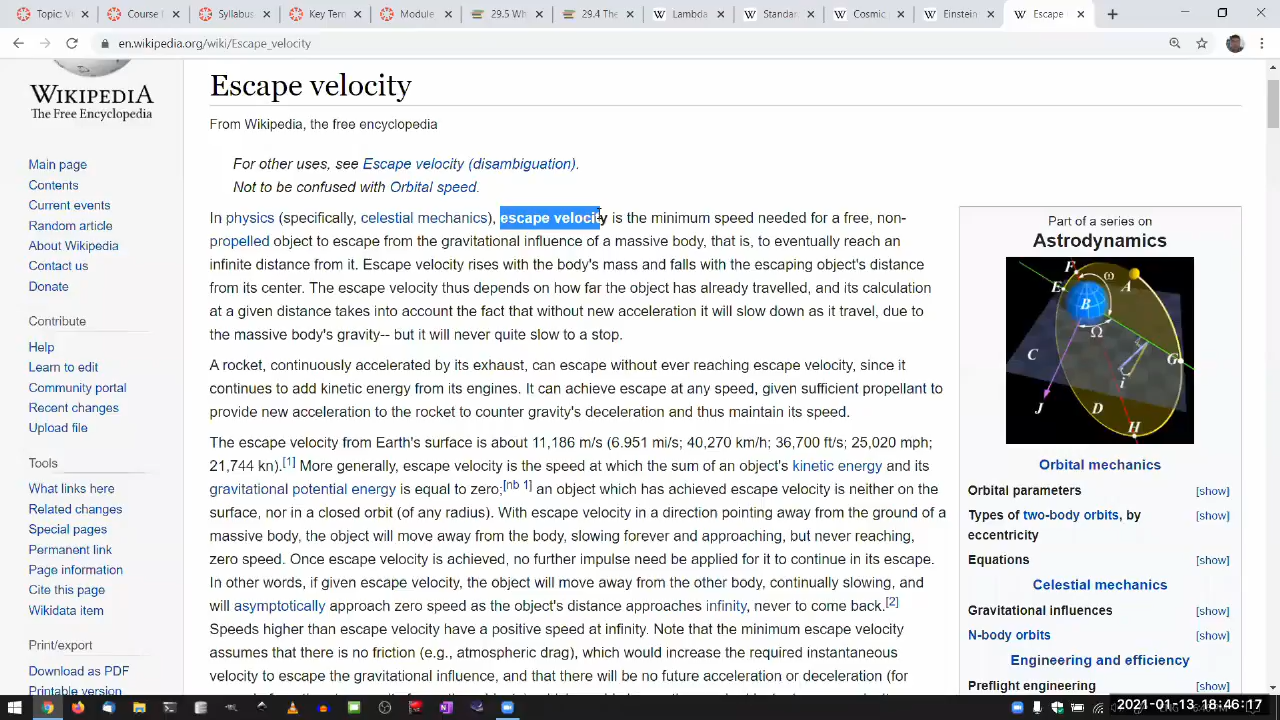 Topic: V
Course I
Syllabus
Key Ter
Module
29.5 Wh
29.4 The
Lambda
Standar
Cosmic
Einstein
Escape
en.wikipedia.org/wiki/Escape_velocity
WIKIPEDIA
The Free Encyclopedia
Main page
Contents
Current events
Random article
About Wikipedia
Contact us
Donate
Contribute
Help
Learn to edit
Community portal
Recent changes
Upload file
Tools
What links here
Related changes
Special pages
Permanent link
Page information
Cite this page
Wikidata item
Print/export
Download as PDF
Printable version
Escape velocity
From Wikipedia, the free encyclopedia
For other uses, see Escape velocity (disambiguation).
Not to be confused with Orbital speed.
In physics (specifically, celestial mechanics), escape velocity is the minimum speed needed for a free, non-
propelled object to escape from the gravitational influence of a massive body, that is, to eventually reach an
infinite distance from it. Escape velocity rises with the body's mass and falls with the escaping object's distance
from its center. The escape velocity thus depends on how far the object has already travelled, and its calculation
at a given distance takes into account the fact that without new acceleration it will slow down as it travel, due to
the massive body's gravity-- but it will never quite slow to a stop.
A rocket, continuously accelerated by its exhaust, can escape without ever reaching escape velocity, since it
continues to add kinetic energy from its engines. It can achieve escape at any speed, given sufficient propellant to
provide new acceleration to the rocket to counter gravity's deceleration and thus maintain its speed.
The escape velocity from Earth's surface is about 11,186 m/s (6.951 mi/s; 40,270 km/h; 36,700 ft/s; 25,020 mph;
21,744 kn).[1] More generally, escape velocity is the speed at which the sum of an object's kinetic energy and its
gravitational potential energy is equal to zero;[nb 1] an object which has achieved escape velocity is neither on the
surface, nor in a closed orbit (of any radius). With escape velocity in a direction pointing away from the ground of a
massive body, the object will move away from the body, slowing forever and approaching, but never reaching,
zero speed. Once escape velocity is achieved, no further impulse need be applied for it to continue in its escape.
In other words, if given escape velocity, the object will move away from the other body, continually slowing, and
will asymptotically approach zero speed as the object's distance approaches infinity, never to come back.[2]
Speeds higher than escape velocity have a positive speed at infinity. Note that the minimum escape velocity
assumes that there is no friction (e.g., atmospheric drag), which would increase the required instantaneous
velocity to escape the gravitational influence, and that there will be no future acceleration or deceleration (for
Part of a series on
Astrodynamics
F
ω
A
E
B
Ω
C
G
i
J
D
H
Orbital mechanics
Orbital parameters [show]
Types of two-body orbits, by [show]
eccentricity
Equations [show]
Celestial mechanics
Gravitational influences [show]
N-body orbits [show]
Engineering and efficiency
Preflight engineering [show]
2021-01-13 18:46:17